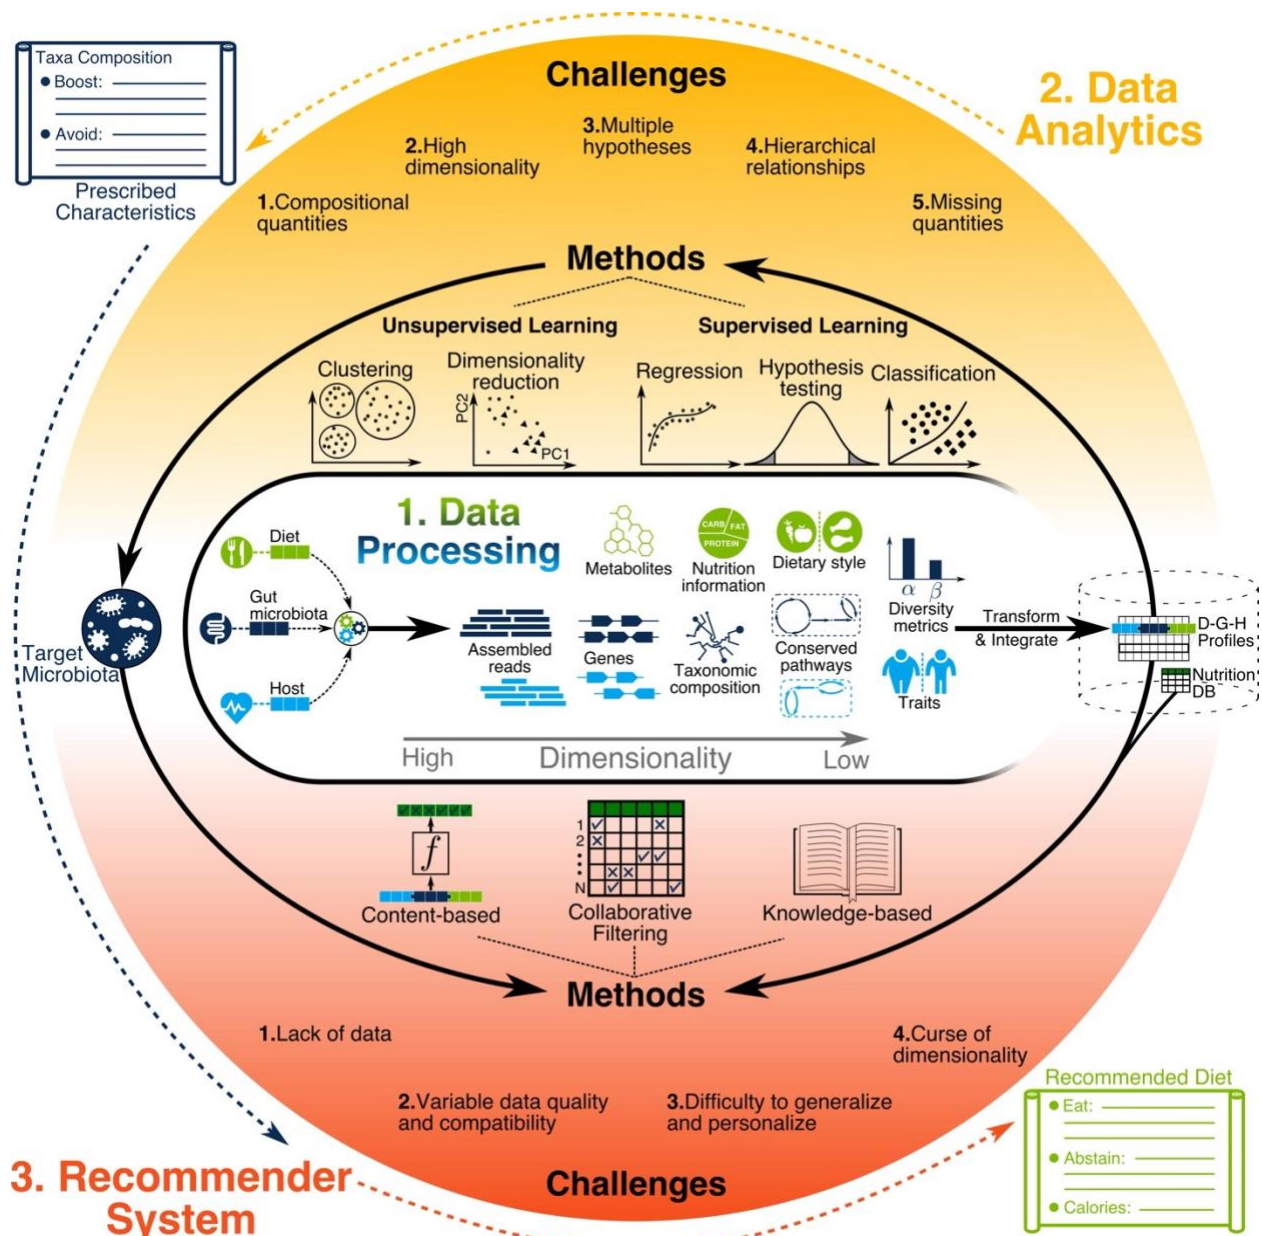 Taxa Composition
Boost:
Avoid:
Prescribed
Characteristics
2. Data
Analytics
Challenges
1.Compositional
quantities
2.High
dimensionality
3.Multiple
hypotheses
4.Hierarchical
relationships
5.Missing
quantities
Methods
Unsupervised Learning
Supervised Learning
Clustering
Dimensionality
reduction
PC2
PC1
Regression
Hypothesis
testing
Classification
1. Data
Processing
Diet
Gut
microbiota
Host
Target
Microbiota
Metabolites
CARB
FAT
PROTEIN
Nutrition
information
Dietary style
Assembled
reads
Genes
Taxonomic
composition
Conserved
pathways
α
β
Diversity
metrics
Traits
Transform
& Integrate
D-G-H
Profiles
Nutrition
DB
High
Dimensionality
Low
f
Content-based
1
2
N
Collaborative
Filtering
Knowledge-based
Methods
1.Lack of data
2.Variable data quality
and compatibility
3.Difficulty to generalize
and personalize
4.Curse of
dimensionality
Challenges
3. Recommender
System
Recommended Diet
Eat:
Abstain:
Calories: